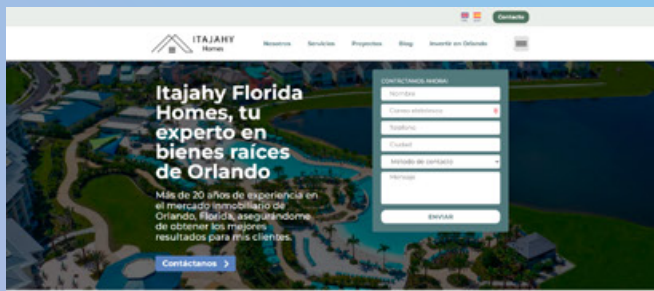 Contacto
ITAJAHY
Homes
Nosotros Servicios Proyectos Blog Invertir en Orlando
Itajahy Florida
Homes, tu
experto en
bienes raíces
de Orlando
Más de 20 años de experiencia en
el mercado inmobiliario de
Orlando, Florida, asegurándome
de obtener los mejores
resultados para mis clientes.
Contáctanos
CONTÁCTANOS AHORA!
Nombre
Correo eléctronico
Teléfono
Ciudad
Método de contacto
Mensaje
ENVIAR